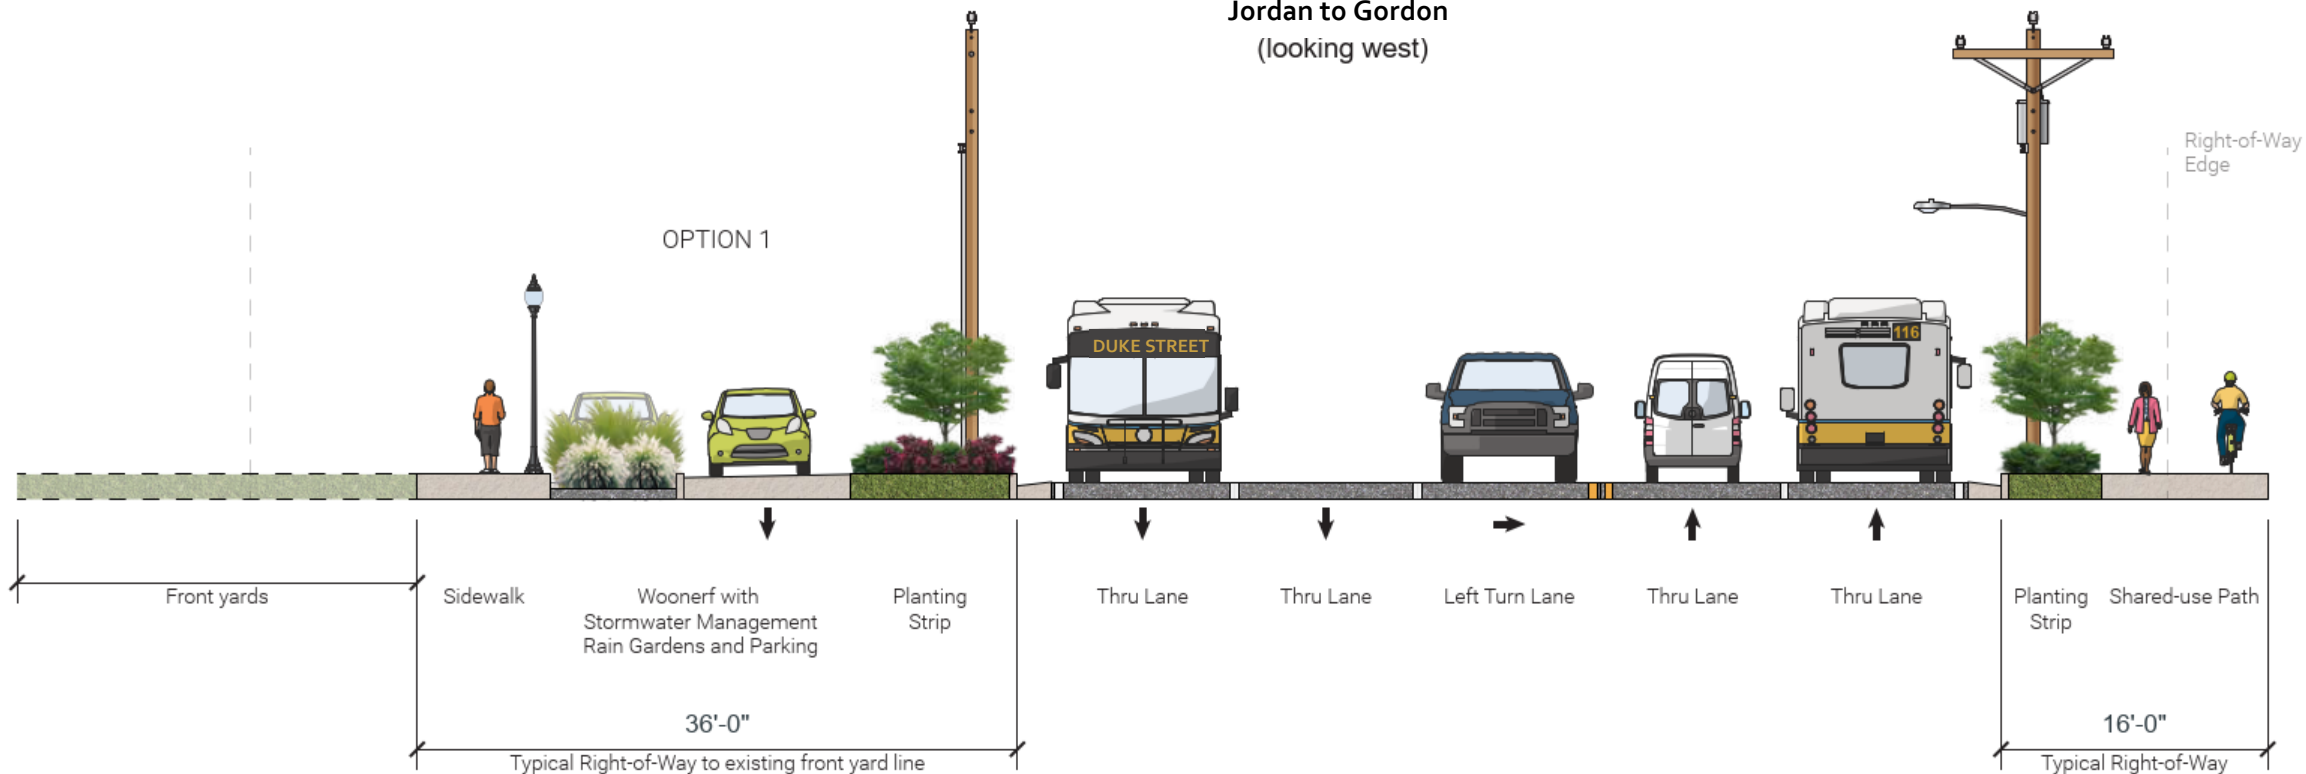 Jordan to Gordon
(looking west)
Right-of-Way
Edge
OPTION 1
DUKE STREET
116
Front yards
Sidewalk
Woonerf with
Stormwater Management
Rain Gardens and Parking
Planting
Strip
Thru Lane
Thru Lane
Left Turn Lane
Thru Lane
Thru Lane
Planting
Strip
Shared-use Path
36'-0"
Typical Right-of-Way to existing front yard line
16'-0"
Typical Right-of-Way